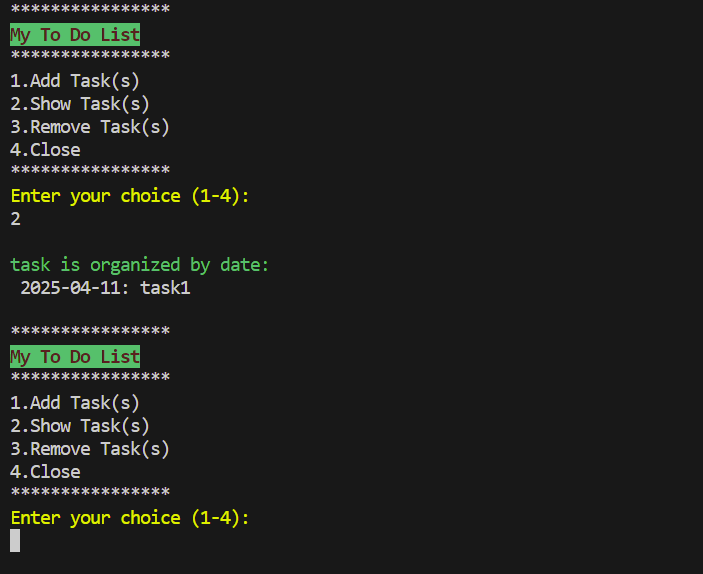 ****************
My To Do List
****************
1.Add Task(s)
2.Show Task(s)
3.Remove Task(s)
4.Close
****************
Enter your choice (1-4):
2
task is organized by date:
2025-04-11: task1
****************
My To Do List
****************
1.Add Task(s)
2.Show Task(s)
3.Remove Task(s)
4.Close
****************
Enter your choice (1-4):